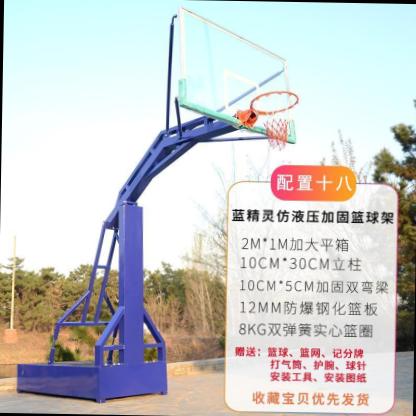 配置十八
蓝精灵仿液压加固篮球架
2M*1M加大平箱
10CM*30CM立柱
10CM*5CM加固双弯梁
12MM防爆钢化篮板
8KG双弹簧实心篮圈
赠送：篮球、篮网、记分牌
打气筒、护腕、球针
安装工具、安装图纸
收藏宝贝优先发货